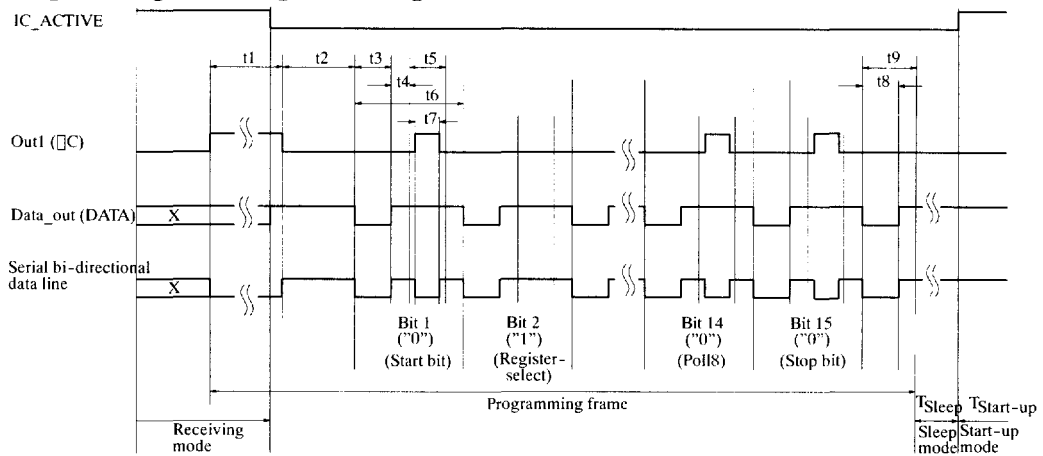 IC_ACTIVE
t1 t2 t3 t5 t9
t4 t6 t8
t7
Out1 (▯C)
Data_out (DATA)
X
Serial bi-directional
data line
X
Bit 1 Bit 2 Bit 14 Bit 15
("0") ("1") ("0") ("0")
(Start bit) (Register- (Poll8) (Stop bit)
select)
Programming frame
TSleep TStart-up
Receiving Sleep Start-up
mode mode mode